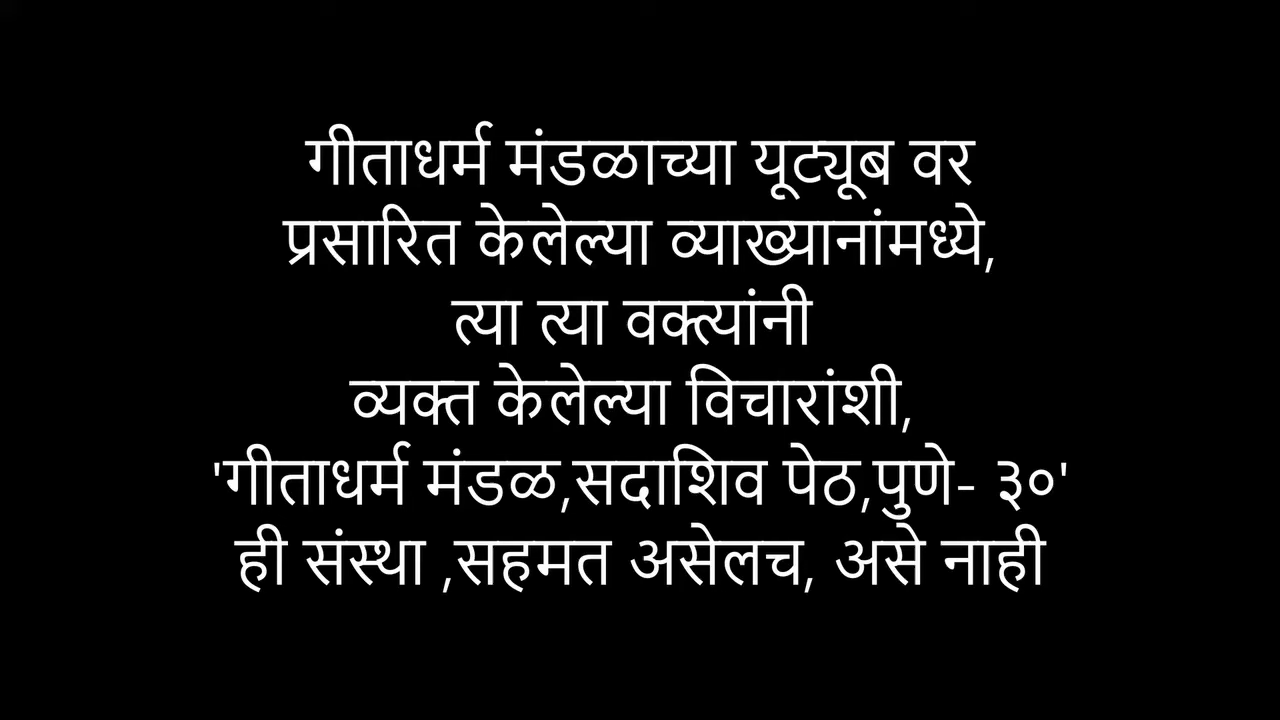 गीताधर्म मंडळाच्या यूट्यूब वर
प्रसारित केलेल्या व्याख्यानांमध्ये,
त्या त्या वक्त्यांनी
व्यक्त केलेल्या विचारांशी,
'गीताधर्म मंडळ,सदाशिव पेठ,पुणे- ३०'
ही संस्था ,सहमत असेलच, असे नाही